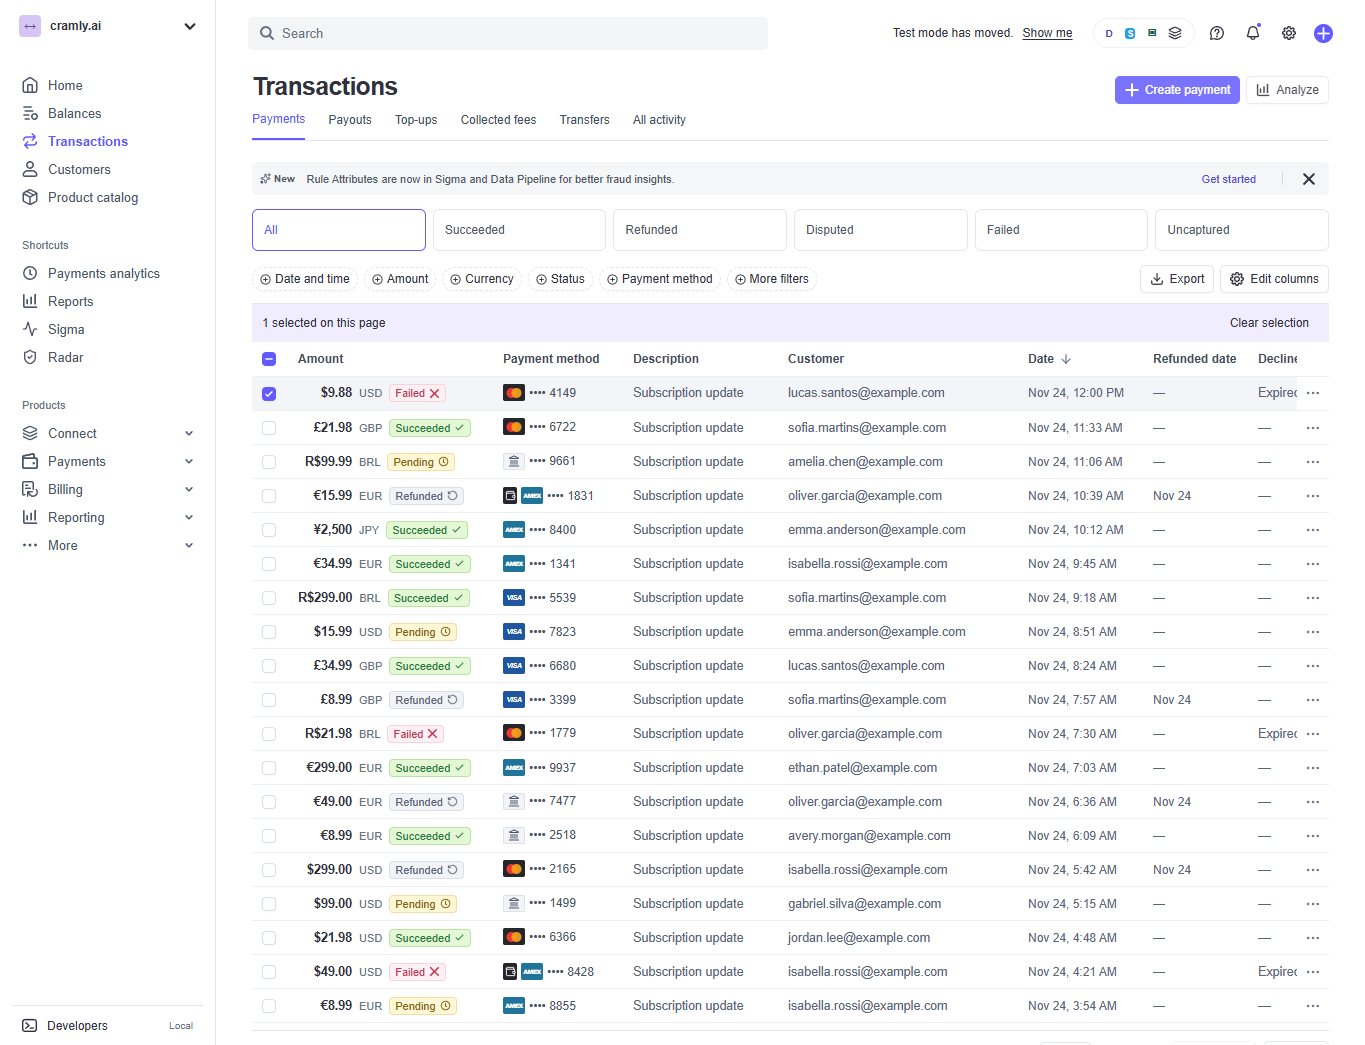 cramly.ai
Search
Test mode has moved. Show me
Home
Balances
Transactions
Customers
Product catalog
Shortcuts
Payments analytics
Reports
Sigma
Radar
Products
Connect
Payments
Billing
Reporting
More
Developers Local
Transactions
Create payment Analyze
Payments Payouts Top-ups Collected fees Transfers All activity
New Rule Attributes are now in Sigma and Data Pipeline for better fraud insights. Get started
All Succeeded Refunded Disputed Failed Uncaptured
Date and time Amount Currency Status Payment method More filters Export Edit columns
1 selected on this page Clear selection
Amount Payment method Description Customer Date Refunded date Decline
$9.88 USD Failed •••• 4149 Subscription update lucas.santos@example.com Nov 24, 12:00 PM — Expired
£21.98 GBP Succeeded •••• 6722 Subscription update sofia.martins@example.com Nov 24, 11:33 AM — —
R$99.99 BRL Pending •••• 9661 Subscription update amelia.chen@example.com Nov 24, 11:06 AM — —
€15.99 EUR Refunded AMEX •••• 1831 Subscription update oliver.garcia@example.com Nov 24, 10:39 AM Nov 24 —
¥2,500 JPY Succeeded AMEX •••• 8400 Subscription update emma.anderson@example.com Nov 24, 10:12 AM — —
€34.99 EUR Succeeded AMEX •••• 1341 Subscription update isabella.rossi@example.com Nov 24, 9:45 AM — —
R$299.00 BRL Succeeded VISA •••• 5539 Subscription update sofia.martins@example.com Nov 24, 9:18 AM — —
$15.99 USD Pending VISA •••• 7823 Subscription update emma.anderson@example.com Nov 24, 8:51 AM — —
£34.99 GBP Succeeded VISA •••• 6680 Subscription update lucas.santos@example.com Nov 24, 8:24 AM — —
£8.99 GBP Refunded VISA •••• 3399 Subscription update sofia.martins@example.com Nov 24, 7:57 AM Nov 24 —
R$21.98 BRL Failed •••• 1779 Subscription update oliver.garcia@example.com Nov 24, 7:30 AM — Expired
€299.00 EUR Succeeded AMEX •••• 9937 Subscription update ethan.patel@example.com Nov 24, 7:03 AM — —
€49.00 EUR Refunded •••• 7477 Subscription update oliver.garcia@example.com Nov 24, 6:36 AM Nov 24 —
€8.99 EUR Succeeded •••• 2518 Subscription update avery.morgan@example.com Nov 24, 6:09 AM — —
$299.00 USD Refunded •••• 2165 Subscription update isabella.rossi@example.com Nov 24, 5:42 AM Nov 24 —
$99.00 USD Pending •••• 1499 Subscription update gabriel.silva@example.com Nov 24, 5:15 AM — —
$21.98 USD Succeeded •••• 6366 Subscription update jordan.lee@example.com Nov 24, 4:48 AM — —
$49.00 USD Failed AMEX •••• 8428 Subscription update isabella.rossi@example.com Nov 24, 4:21 AM — Expired
€8.99 EUR Pending AMEX •••• 8855 Subscription update isabella.rossi@example.com Nov 24, 3:54 AM — —